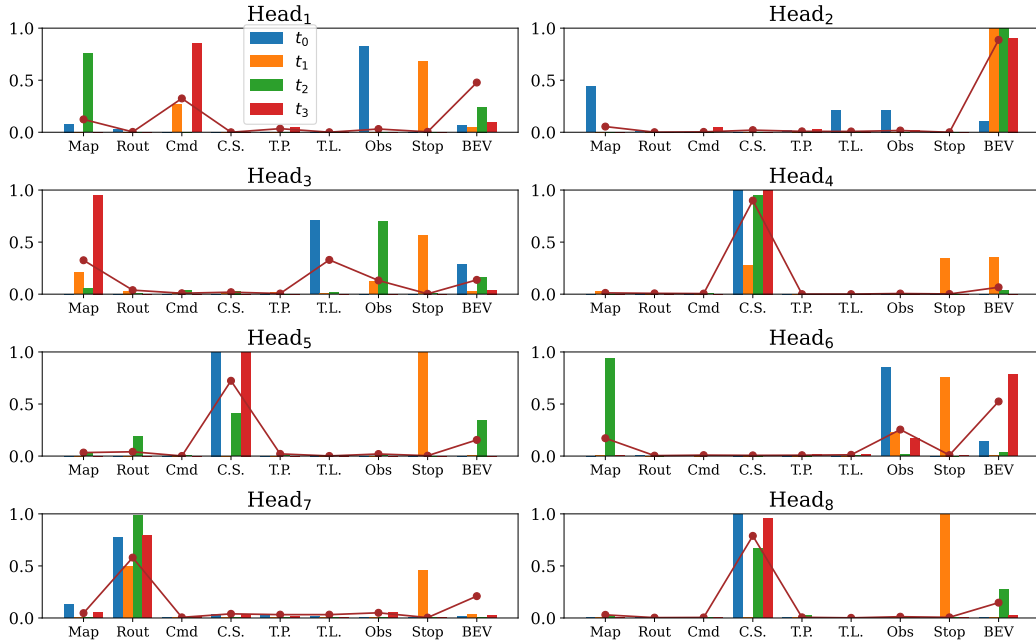 Head₁
1.0
0.5
0.0
t₀
t₁
t₂
t₃
Map Rout Cmd C.S. T.P. T.L. Obs Stop BEV
Head₂
1.0
0.5
0.0
Map Rout Cmd C.S. T.P. T.L. Obs Stop BEV
Head₃
1.0
0.5
0.0
Map Rout Cmd C.S. T.P. T.L. Obs Stop BEV
Head₄
1.0
0.5
0.0
Map Rout Cmd C.S. T.P. T.L. Obs Stop BEV
Head₅
1.0
0.5
0.0
Map Rout Cmd C.S. T.P. T.L. Obs Stop BEV
Head₆
1.0
0.5
0.0
Map Rout Cmd C.S. T.P. T.L. Obs Stop BEV
Head₇
1.0
0.5
0.0
Map Rout Cmd C.S. T.P. T.L. Obs Stop BEV
Head₈
1.0
0.5
0.0
Map Rout Cmd C.S. T.P. T.L. Obs Stop BEV